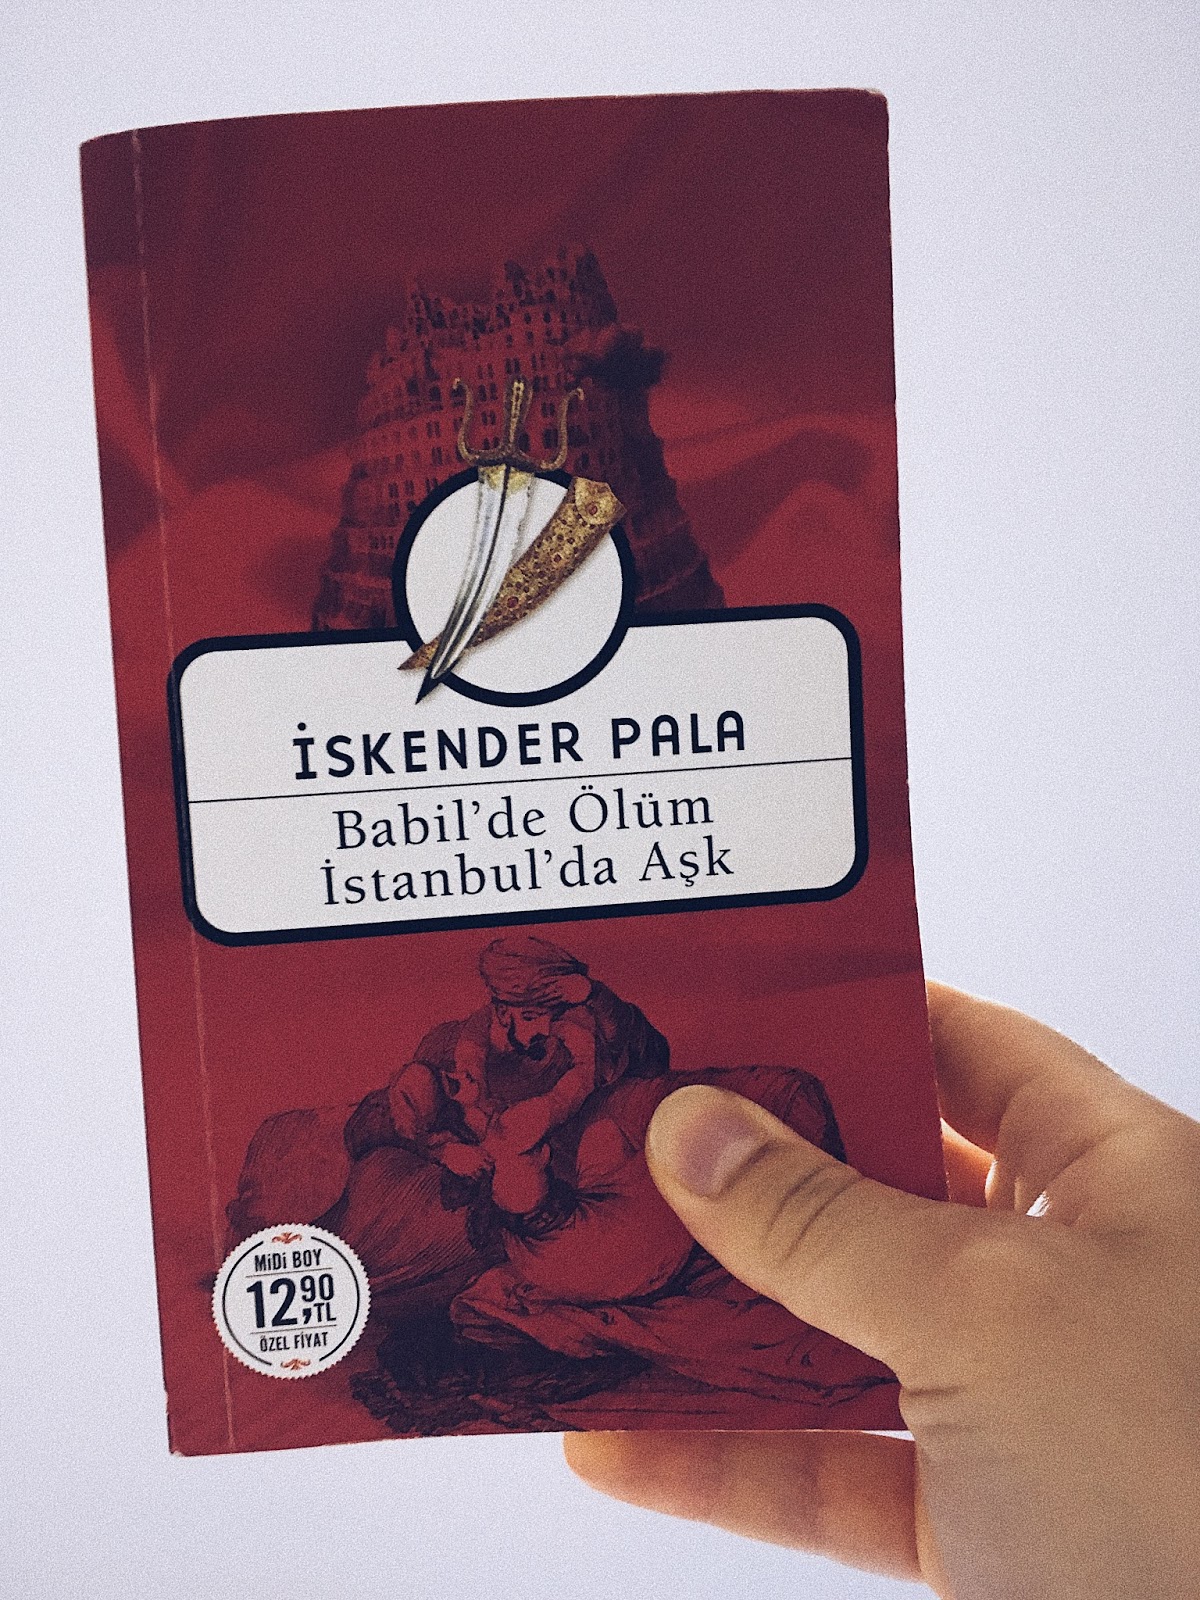 İSKENDER PALA
Babil'de Ölüm
İstanbul'da Aşk
MiDi BOY
12,90 TL
ÖZEL FİYAT